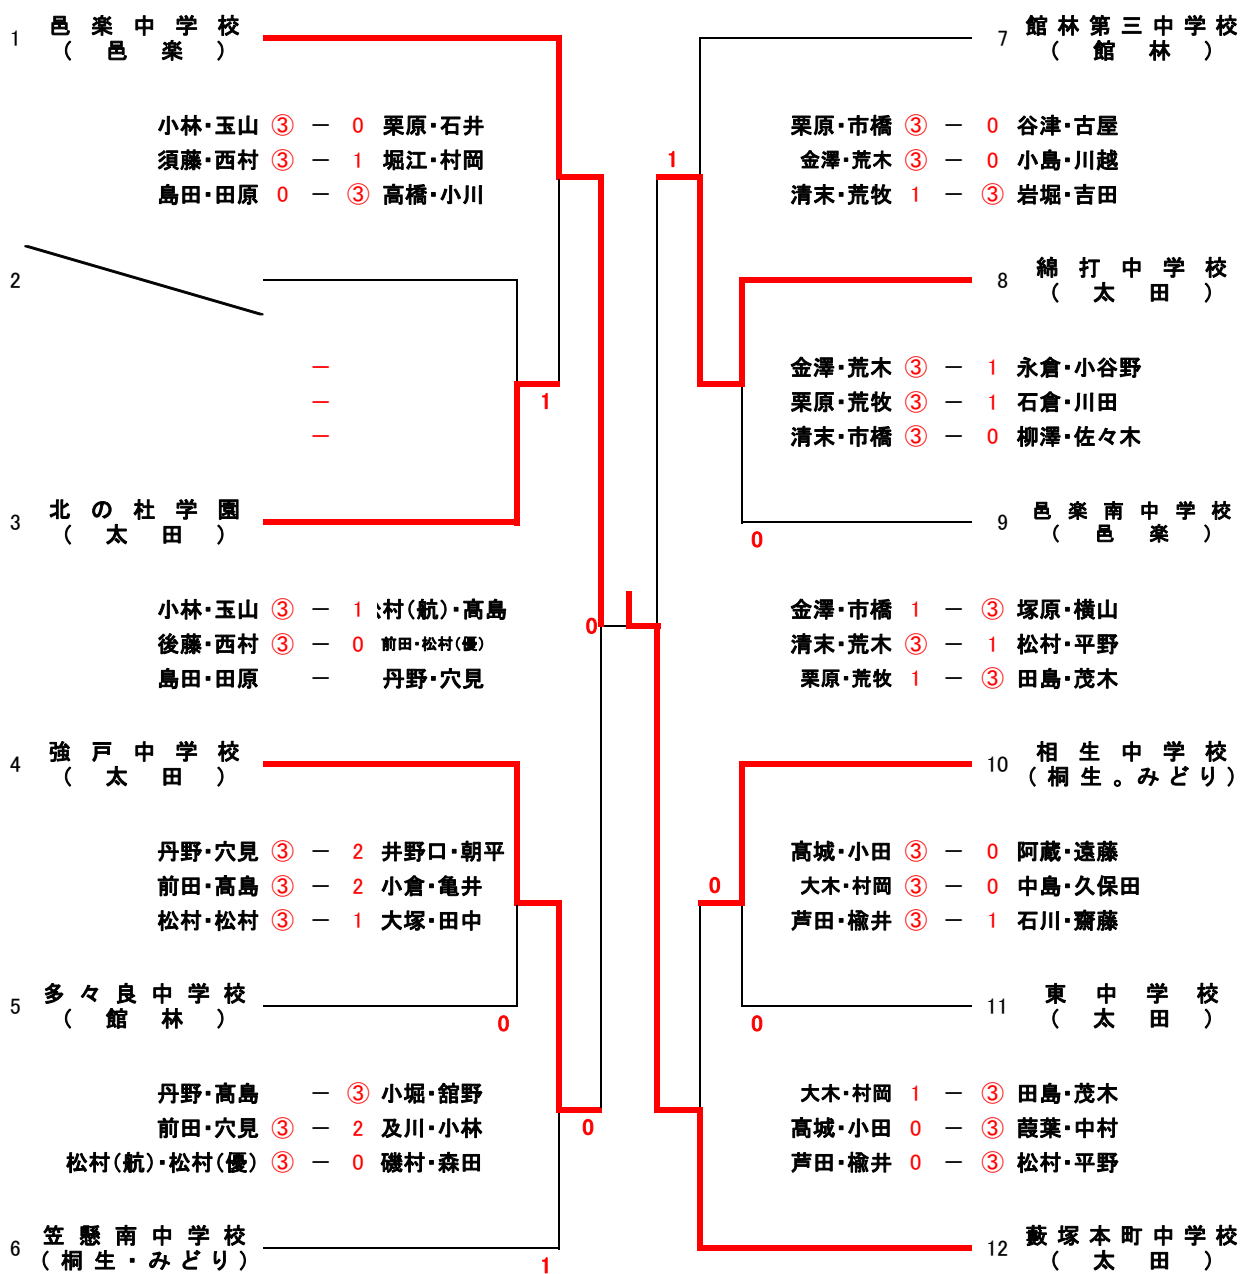 1 邑楽中学校
(邑楽)
小林・玉山 ③ － 0 栗原・石井
須藤・西村 ③ － 1 堀江・村岡
島田・田原 0 － ③ 高橋・小川
2
－
－
－
1
3 北の杜学園
(太田)
小林・玉山 ③ － 1 村(航)・髙島
後藤・西村 ③ － 0 前田・松村(優)
島田・田原 － 丹野・穴見
0
4 強戸中学校
(太田)
丹野・穴見 ③ － 2 井野口・朝平
前田・髙島 ③ － 2 小倉・亀井
松村・松村 ③ － 1 大塚・田中
5 多々良中学校
(館林)
0
丹野・髙島 － ③ 小堀・舘野
前田・穴見 ③ － 2 及川・小林
松村(航)・松村(優) ③ － 0 磯村・森田
0
6 笠懸南中学校
(桐生・みどり)
1
7 館林第三中学校
(館林)
栗原・市橋 ③ － 0 谷津・古屋
1
金澤・荒木 ③ － 0 小島・川越
清末・荒牧 1 － ③ 岩堀・吉田
8 綿打中学校
(太田)
金澤・荒木 ③ － 1 永倉・小谷野
栗原・荒牧 ③ － 1 石倉・川田
清末・市橋 ③ － 0 柳澤・佐々木
9 邑楽南中学校
(邑楽)
0
金澤・市橋 1 － ③ 塚原・横山
清末・荒木 ③ － 1 松村・平野
栗原・荒牧 1 － ③ 田島・茂木
10 相生中学校
(桐生。みどり)
髙城・小田 ③ － 0 阿蔵・遠藤
0
大木・村岡 ③ － 0 中島・久保田
芦田・楡井 ③ － 1 石川・齋藤
11 東中学校
(太田)
0
大木・村岡 1 － ③ 田島・茂木
髙城・小田 0 － ③ 葭葉・中村
芦田・楡井 0 － ③ 松村・平野
12 藪塚本町中学校
(太田)